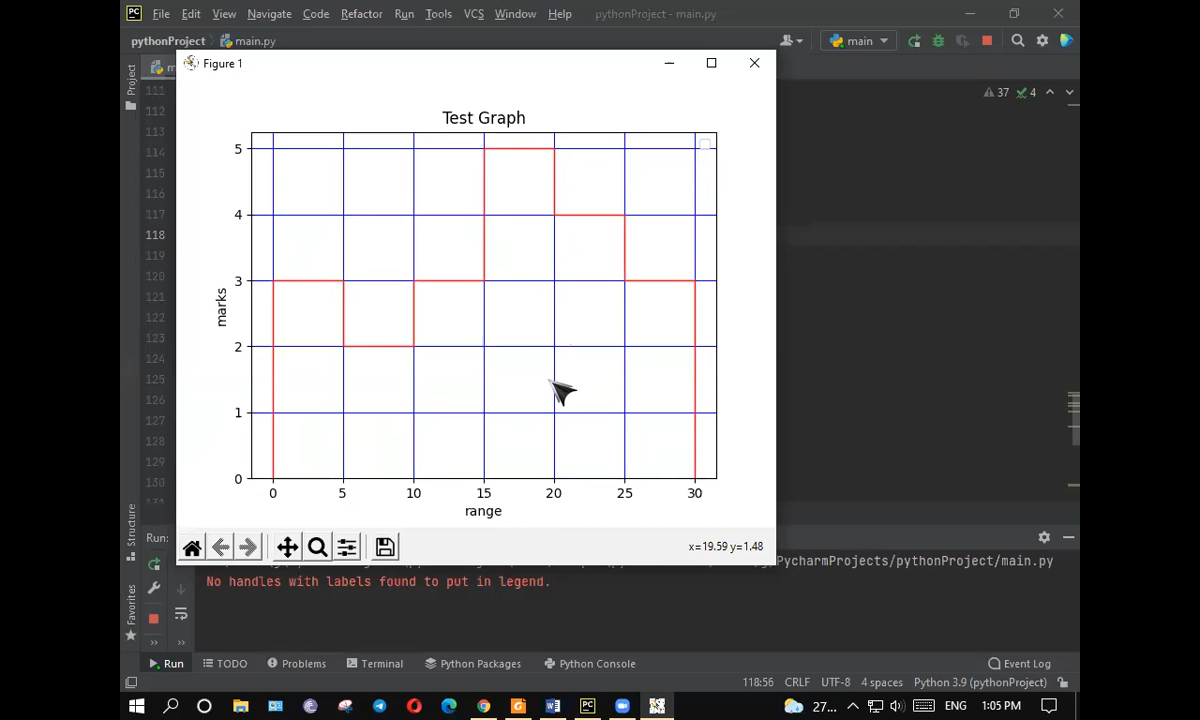 PC File Edit View Navigate Code Refactor Run Tools VCS Window Help pythonProject - main.py
pythonProject main.py main
Project
Figure 1
111
37 4
112
113
114
115
116
117
118
119
120
121
122
123
124
125
126
127
128
129
130
Test Graph
5
4
3
2
1
0
marks
0 5 10 15 20 25 30
range
x=19.59 y=1.48
Structure
Favorites
Run:
PycharmProjects/pythonProject/main.py
No handles with labels found to put in legend.
Run TODO Problems Terminal Python Packages Python Console Event Log
118:56 CRLF UTF-8 4 spaces Python 3.9 (pythonProject)
27... ENG 1:05 PM